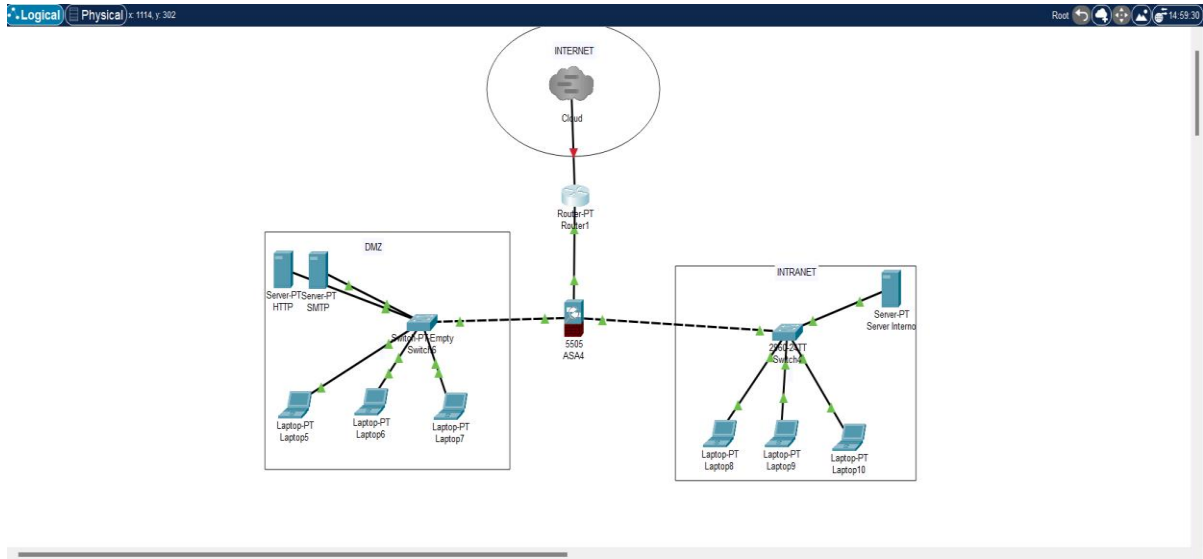 Logical Physical x: 1114, y: 302 Root 14:59:30
INTERNET
Cloud
Router-PT
Router1
DMZ
Server-PT
HTTP
Server-PT
SMTP
Switch-PT-Empty
Switch5
Laptop-PT
Laptop5
Laptop-PT
Laptop6
Laptop-PT
Laptop7
5505
ASA4
INTRANET
Server-PT
Server Interno
2960-24TT
Switch4
Laptop-PT
Laptop8
Laptop-PT
Laptop9
Laptop-PT
Laptop10